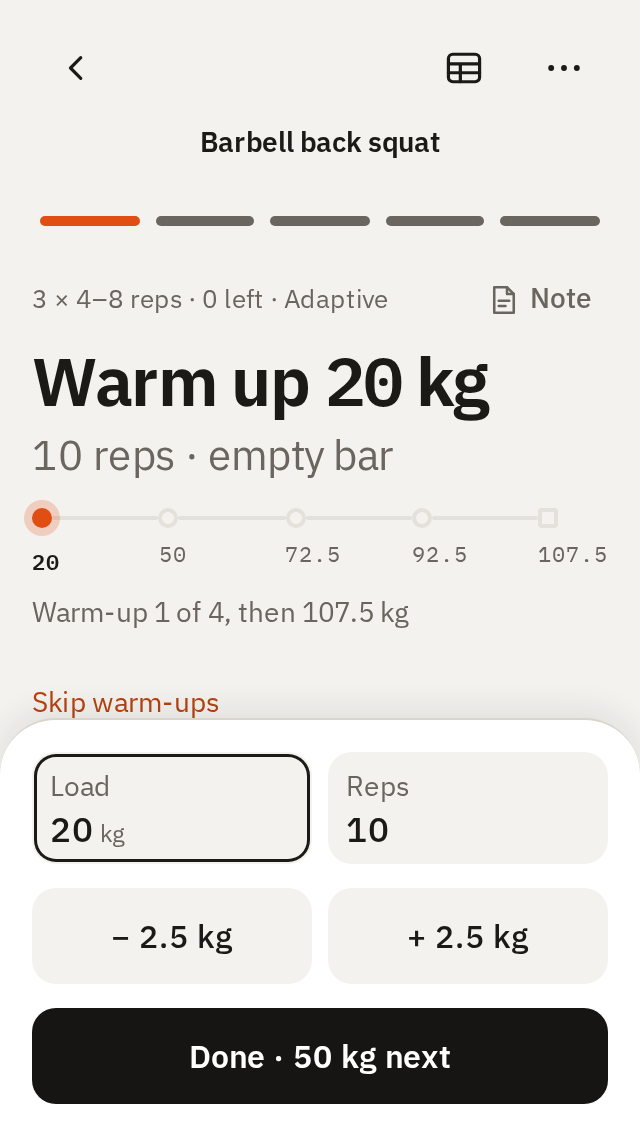 Barbell back squat
3 × 4–8 reps · 0 left · Adaptive
Note
Warm up 20 kg
10 reps · empty bar
20 50 72.5 92.5 107.5
Warm-up 1 of 4, then 107.5 kg
Skip warm-ups
Load
20 kg
Reps
10
– 2.5 kg
+ 2.5 kg
Done · 50 kg next